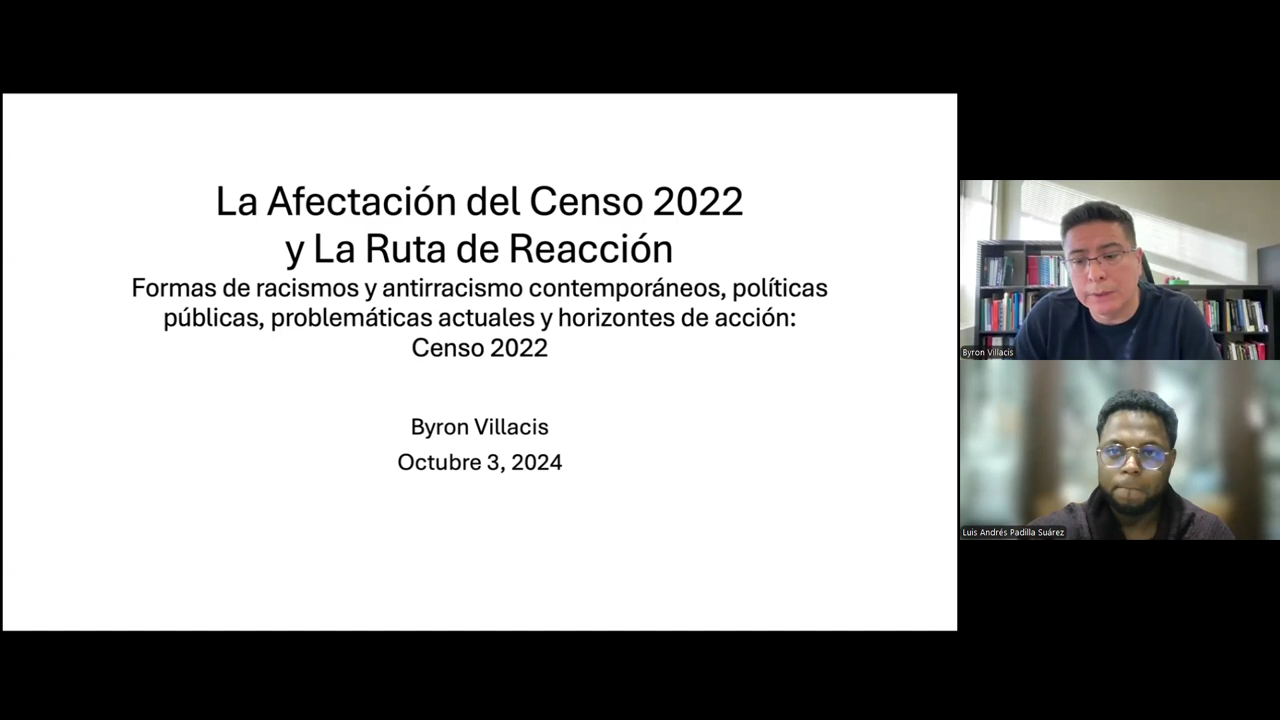 La Afectación del Censo 2022
y La Ruta de Reacción
Formas de racismos y antirracismo contemporáneos, políticas
públicas, problemáticas actuales y horizontes de acción:
Censo 2022
Byron Villacis
Octubre 3, 2024
Byron Villacis
Luis Andrés Padilla Suárez